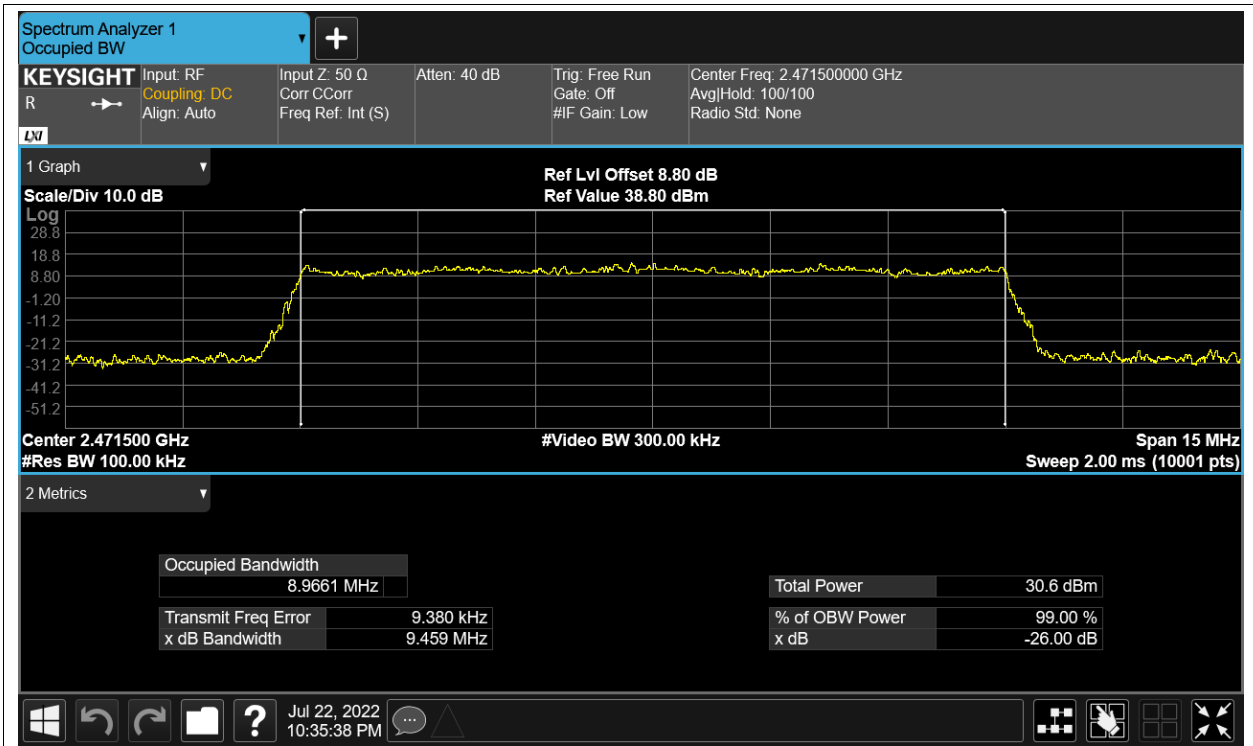 Spectrum Analyzer 1
Occupied BW
KEYSIGHT
R
LXI
Input: RF
Coupling: DC
Align: Auto
Input Z: 50 Ω
Corr CCorr
Freq Ref: Int (S)
Atten: 40 dB
Trig: Free Run
Gate: Off
#IF Gain: Low
Center Freq: 2.471500000 GHz
Avg|Hold: 100/100
Radio Std: None
1 Graph
Scale/Div 10.0 dB
Ref Lvl Offset 8.80 dB
Ref Value 38.80 dBm
Log
28.8
18.8
8.80
-1.20
-11.2
-21.2
-31.2
-41.2
-51.2
Center 2.471500 GHz
#Res BW 100.00 kHz
#Video BW 300.00 kHz
Span 15 MHz
Sweep 2.00 ms (10001 pts)
2 Metrics
Occupied Bandwidth
8.9661 MHz
Transmit Freq Error 9.380 kHz
x dB Bandwidth 9.459 MHz
Total Power 30.6 dBm
% of OBW Power 99.00 %
x dB -26.00 dB
?
Jul 22, 2022
10:35:38 PM